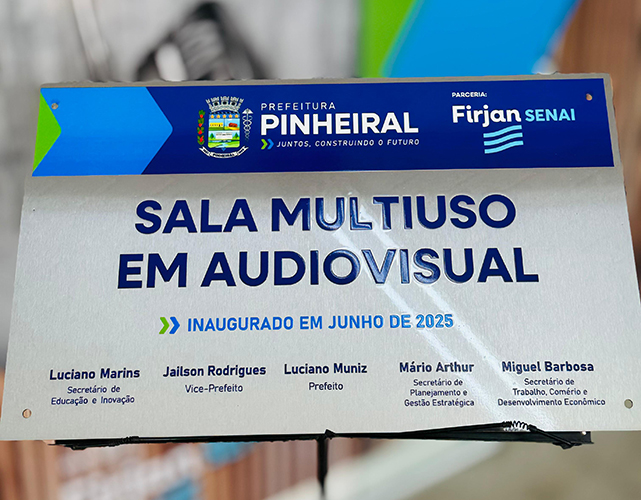 PREFEITURA
PINHEIRAL
JUNTOS, CONSTRUINDO O FUTURO
PINHEIRAL
PARCERIA:
Firjan SENAI
SALA MULTIUSO
EM AUDIOVISUAL
INAUGURADO EM JUNHO DE 2025
Luciano Marins
Secretário de
Educação e Inovação
Jailson Rodrigues
Vice-Prefeito
Luciano Muniz
Prefeito
Mário Arthur
Secretário de
Planejamento e
Gestão Estratégica
Miguel Barbosa
Secretário de
Trabalho, Comério e
Desenvolvimento Econômico